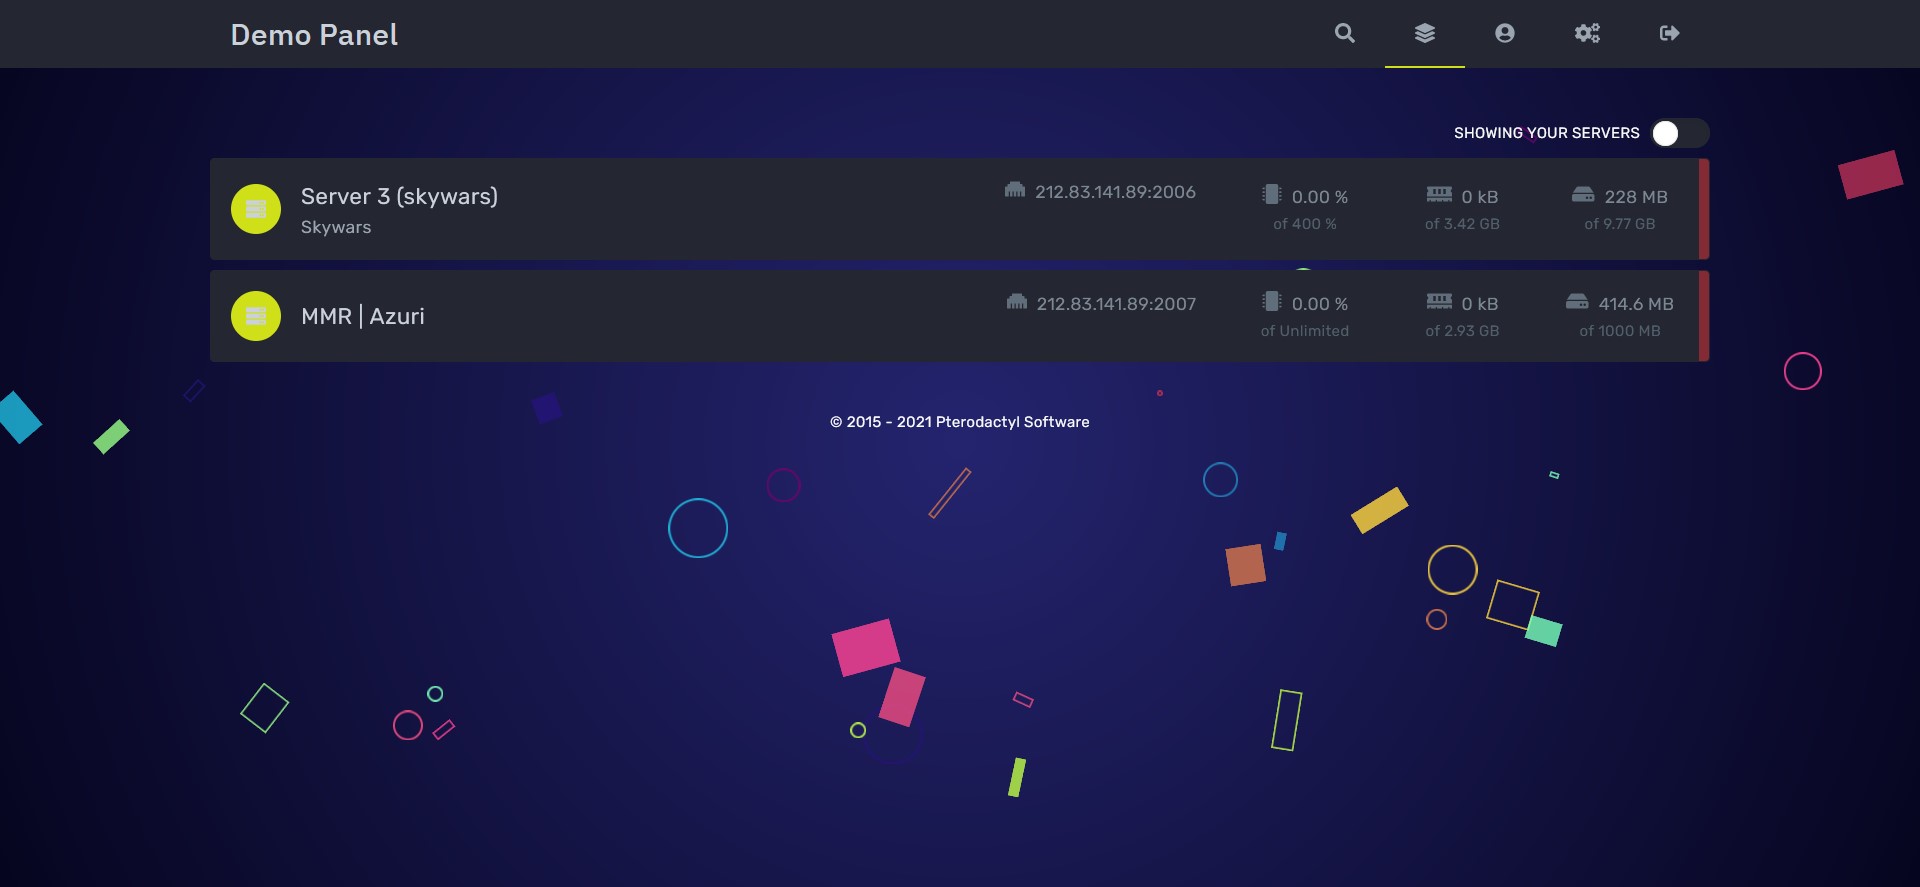 Demo Panel
SHOWING YOUR SERVERS
Server 3 (skywars)
Skywars
212.83.141.89:2006
0.00 %
of 400 %
0 kB
of 3.42 GB
228 MB
of 9.77 GB
MMR | Azuri
212.83.141.89:2007
0.00 %
of Unlimited
0 kB
of 2.93 GB
414.6 MB
of 1000 MB
© 2015 - 2021 Pterodactyl Software